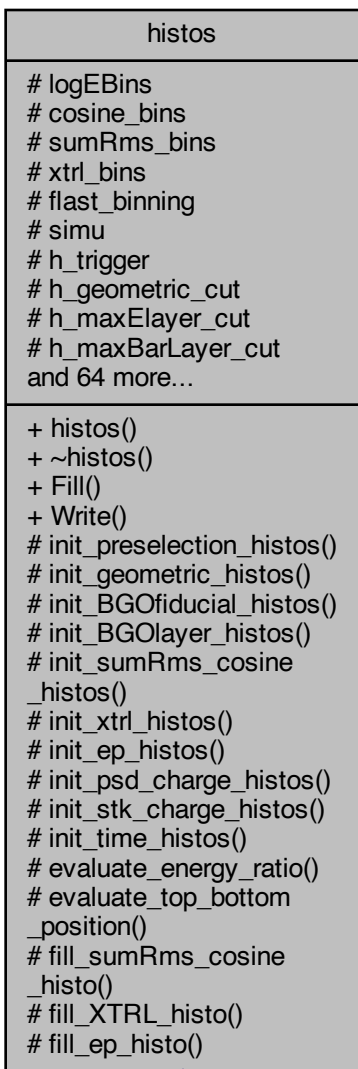 histos
# logEBins
# cosine_bins
# sumRms_bins
# xtrl_bins
# flast_binning
# simu
# h_trigger
# h_geometric_cut
# h_maxElayer_cut
# h_maxBarLayer_cut
and 64 more...
+ histos()
+ ~histos()
+ Fill()
+ Write()
# init_preselection_histos()
# init_geometric_histos()
# init_BGOfiducial_histos()
# init_BGOlayer_histos()
# init_sumRms_cosine
_histos()
# init_xtrl_histos()
# init_ep_histos()
# init_psd_charge_histos()
# init_stk_charge_histos()
# init_time_histos()
# evaluate_energy_ratio()
# evaluate_top_bottom
_position()
# fill_sumRms_cosine
_histo()
# fill_XTRL_histo()
# fill_ep_histo()